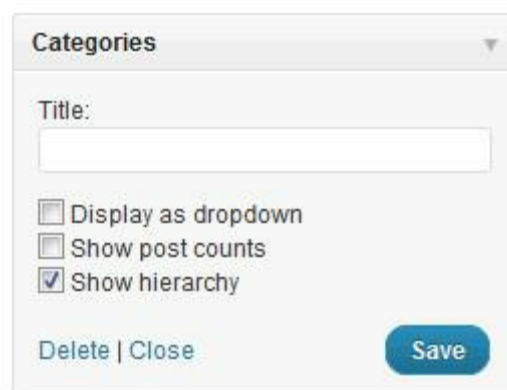 Categories
Title:
Display as dropdown
Show post counts
Show hierarchy
Delete | Close
Save